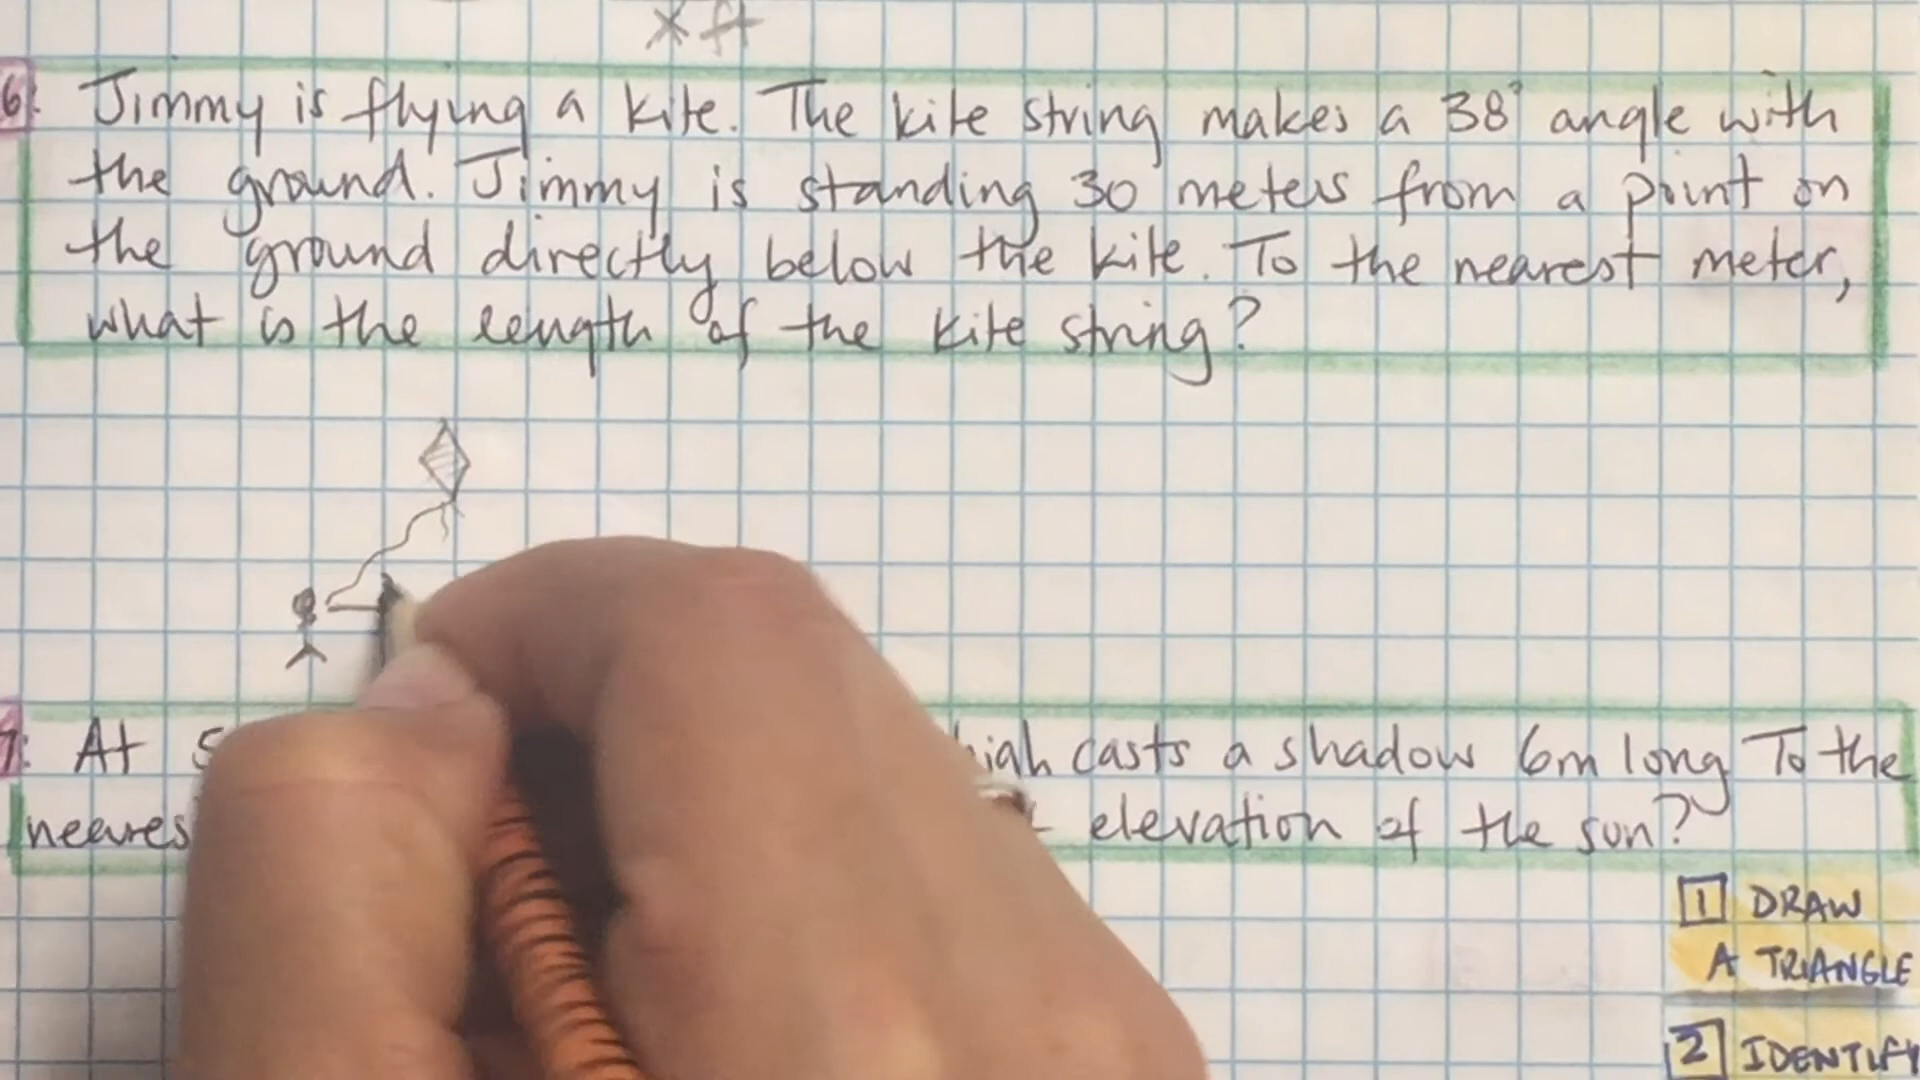 x ft
6. Jimmy is flying a kite. The kite string makes a 38° angle with
the ground. Jimmy is standing 30 meters from a point on
the ground directly below the kite. To the nearest meter,
what is the length of the kite string?
7. At casts a shadow 6m long To the
elevation of the sun?
1 DRAW
A TRIANGLE
2 IDENTIFY